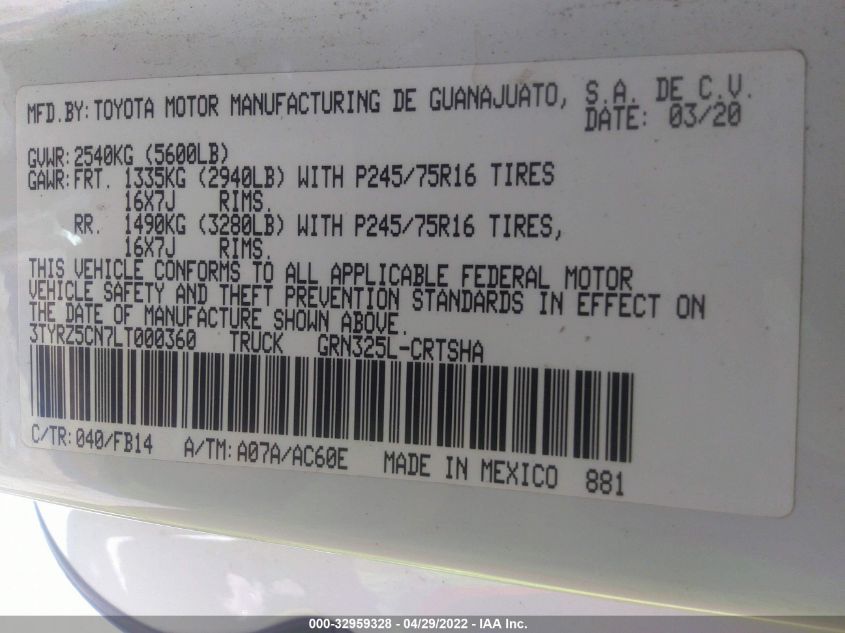 MFD.BY:TOYOTA MOTOR MANUFACTURING DE GUANAJUATO, S.A. DE C.V.
DATE: 03/20
GVWR:2540KG (5600LB)
GAWR:FRT. 1335KG (2940LB) WITH P245/75R16 TIRES
16X7J RIMS.
RR. 1490KG (3280LB) WITH P245/75R16 TIRES,
16X7J RIMS.
THIS VEHICLE CONFORMS TO ALL APPLICABLE FEDERAL MOTOR
VEHICLE SAFETY AND THEFT PREVENTION STANDARDS IN EFFECT ON
THE DATE OF MANUFACTURE SHOWN ABOVE.
3TYRZ5CN7LT000360 TRUCK GRN325L-CRTSHA
C/TR:040/FB14 A/TM:A07A/AC60E MADE IN MEXICO 881
000-32959328 - 04/29/2022 - IAA Inc.